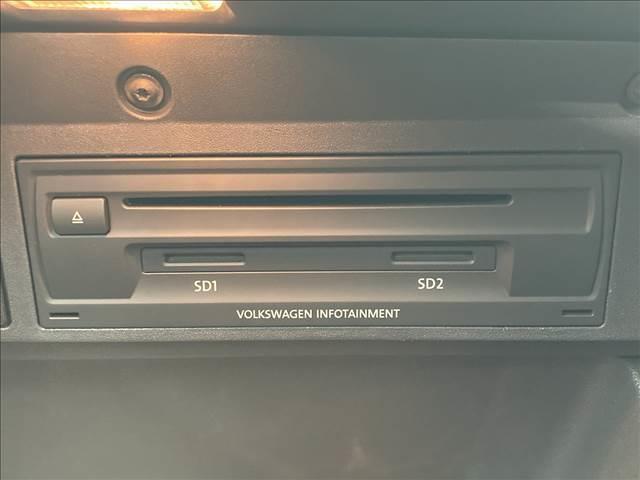 SD1 SD2
VOLKSWAGEN INFOTAINMENT